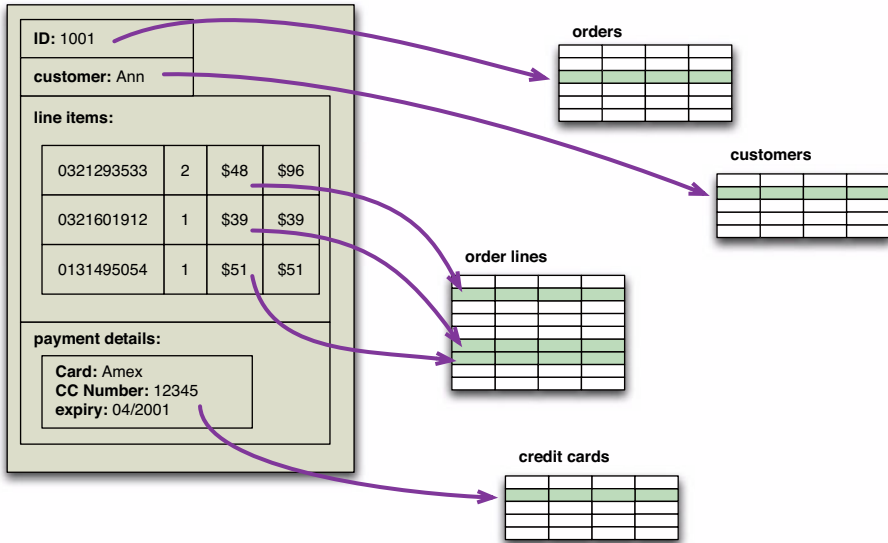 ID: 1001
customer: Ann
line items:
0321293533 2 $48 $96
0321601912 1 $39 $39
0131495054 1 $51 $51
payment details:
Card: Amex
CC Number: 12345
expiry: 04/2001
orders
customers
order lines
credit cards